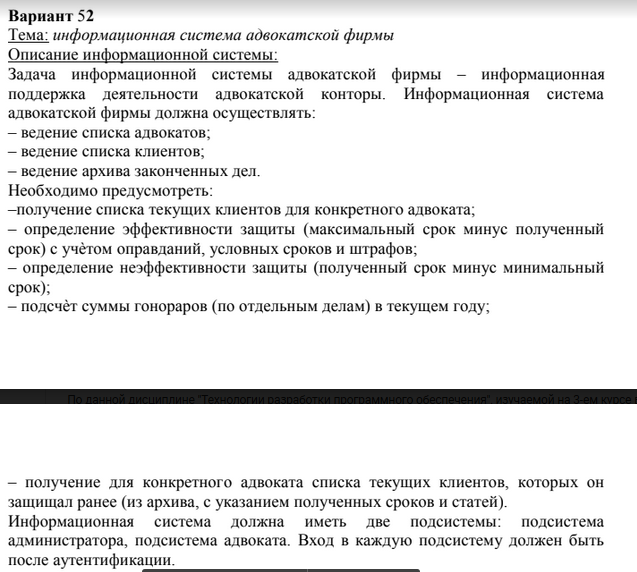 Вариант 52
Тема: информационная система адвокатской фирмы
Описание информационной системы:
Задача информационной системы адвокатской фирмы – информационная
поддержка деятельности адвокатской конторы. Информационная система
адвокатской фирмы должна осуществлять:
– ведение списка адвокатов;
– ведение списка клиентов;
– ведение архива законченных дел.
Необходимо предусмотреть:
–получение списка текущих клиентов для конкретного адвоката;
– определение эффективности защиты (максимальный срок минус полученный
срок) с учѐтом оправданий, условных сроков и штрафов;
– определение неэффективности защиты (полученный срок минус минимальный
срок);
– подсчѐт суммы гонораров (по отдельным делам) в текущем году;
По данной дисциплине "Технологии разработки программного обеспечения", изучаемой на 3-ем курсе
– получение для конкретного адвоката списка текущих клиентов, которых он
защищал ранее (из архива, с указанием полученных сроков и статей).
Информационная система должна иметь две подсистемы: подсистема
администратора, подсистема адвоката. Вход в каждую подсистему должен быть
после аутентификации.